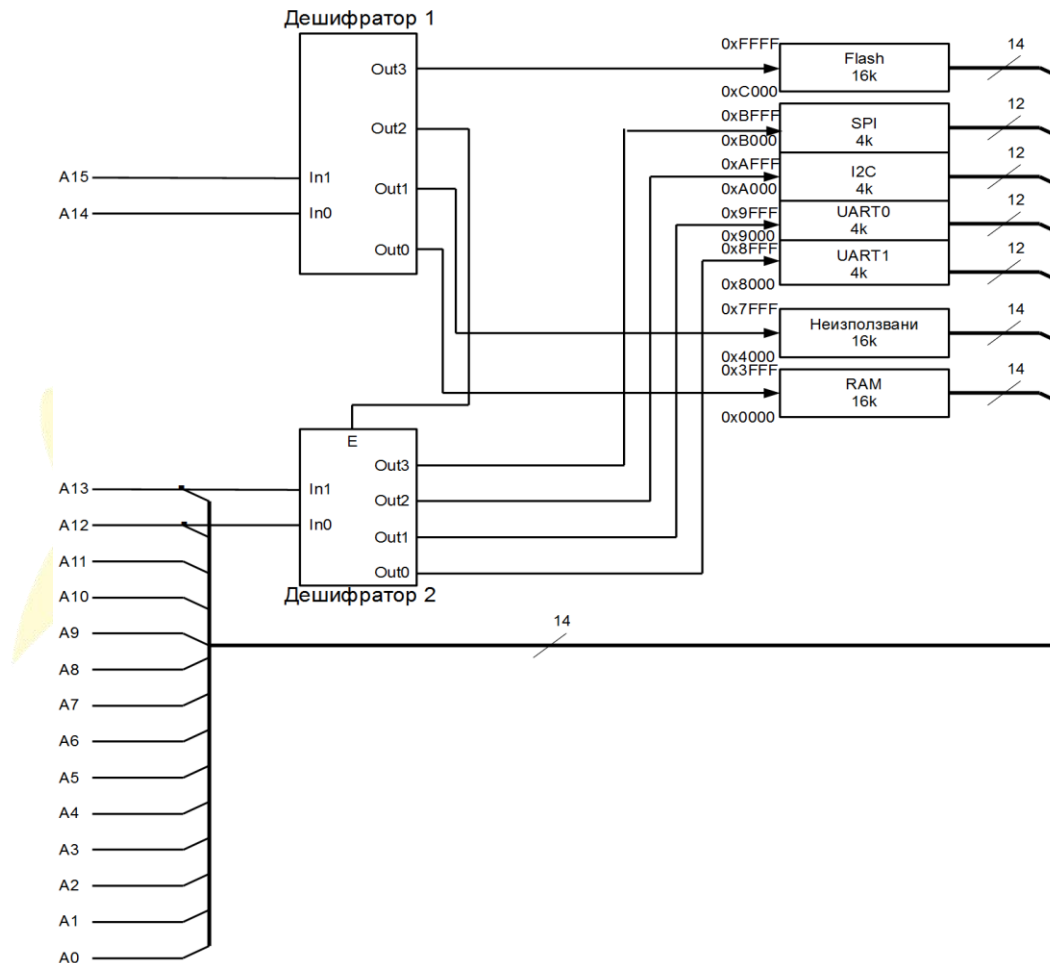 Дешифратор 1
Out3
Out2
Out1
Out0
In1
In0
A15
A14
0xFFFF
Flash
16k
0xC000
14
0xBFFF
SPI
4k
0xB000
12
0xAFFF
I2C
4k
0xA000
12
0x9FFF
UART0
4k
0x9000
12
0x8FFF
UART1
4k
0x8000
12
0x7FFF
Неизползвани
16k
0x4000
14
0x3FFF
RAM
16k
0x0000
14
E
Out3
In1
Out2
In0
Out1
Out0
Дешифратор 2
A13
A12
A11
A10
A9
A8
A7
A6
A5
A4
A3
A2
A1
A0
14